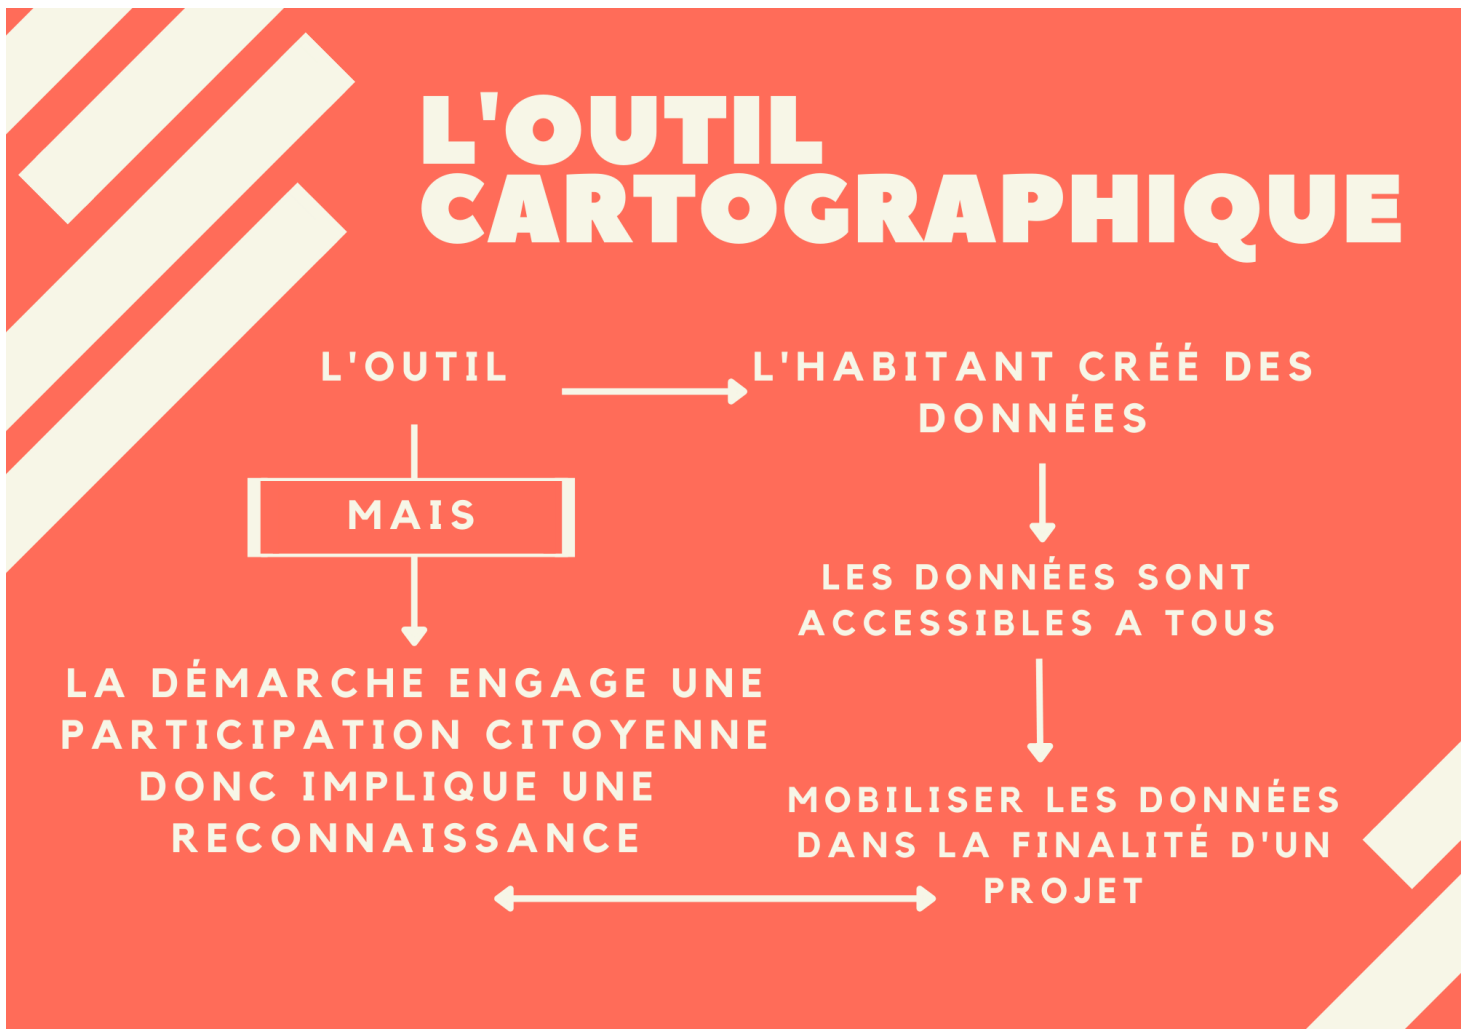 L'OUTIL
CARTOGRAPHIQUE
L'OUTIL
L'HABITANT CRÉÉ DES
DONNÉES
MAIS
LES DONNÉES SONT
ACCESSIBLES A TOUS
LA DÉMARCHE ENGAGE UNE
PARTICIPATION CITOYENNE
DONC IMPLIQUE UNE
RECONNAISSANCE
MOBILISER LES DONNÉES
DANS LA FINALITÉ D'UN
PROJET